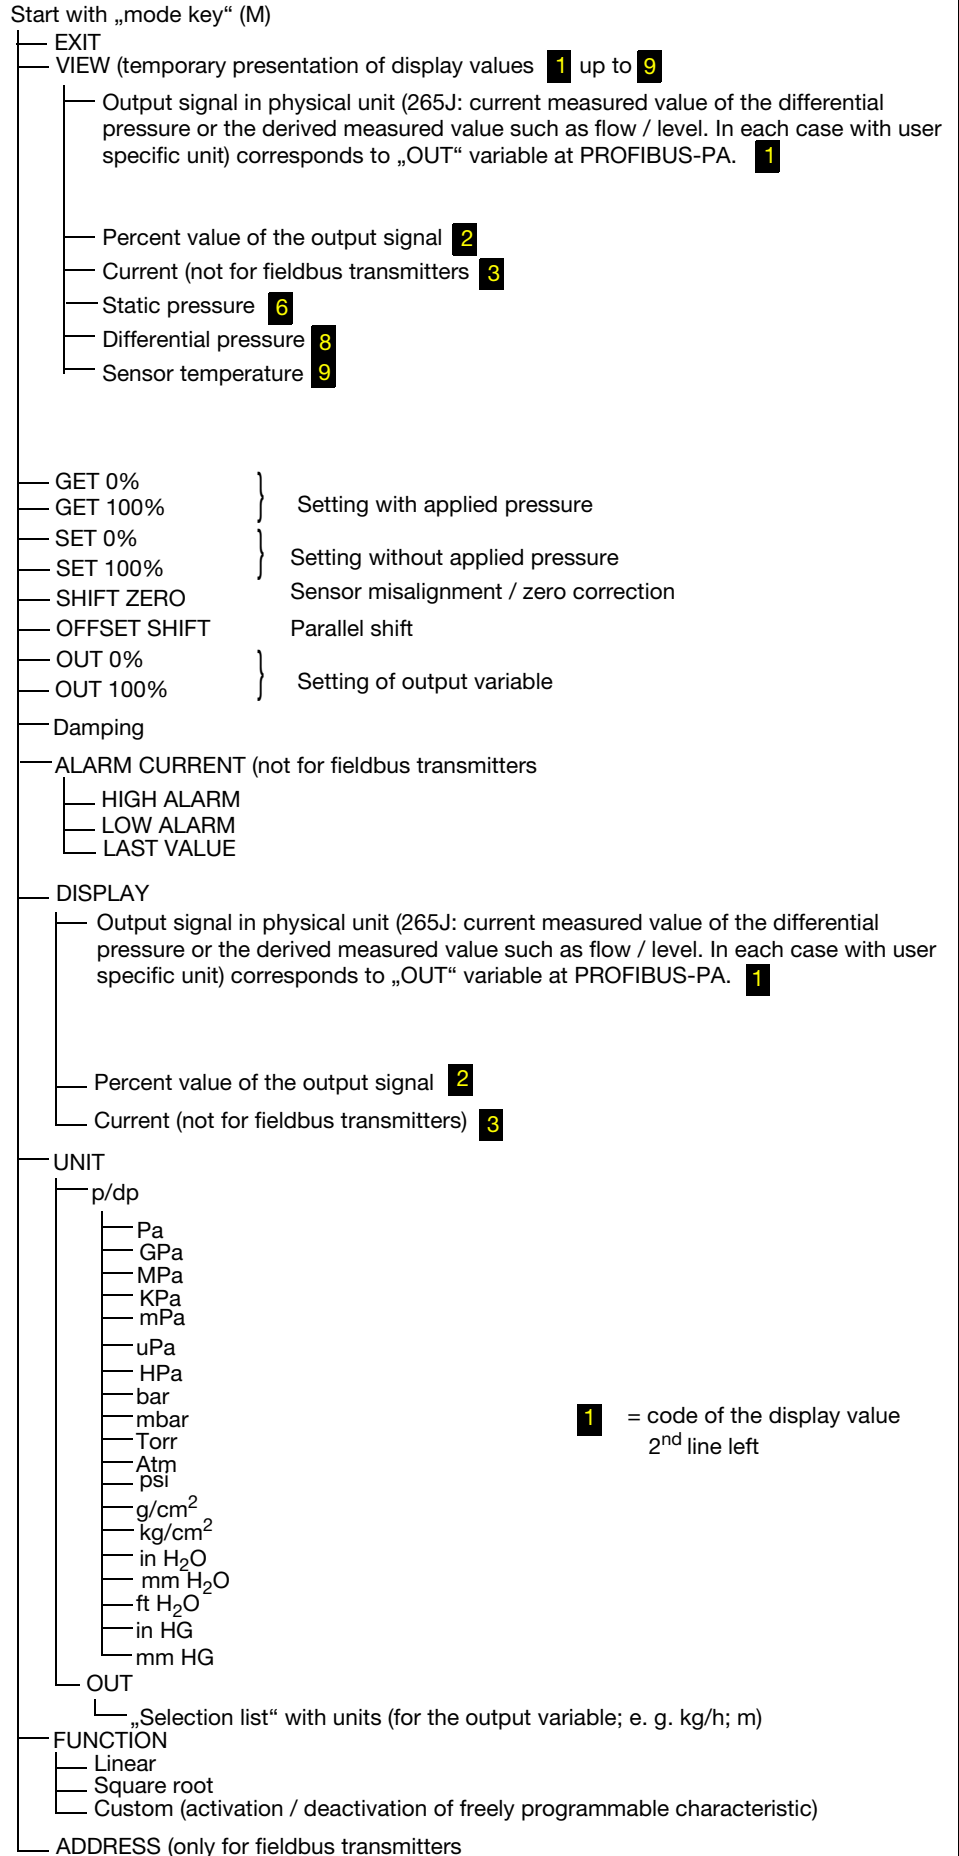 Start with „mode key“ (M)
EXIT
VIEW (temporary presentation of display values 1 up to 9
Output signal in physical unit (265J: current measured value of the differential
pressure or the derived measured value such as flow / level. In each case with user
specific unit) corresponds to „OUT“ variable at PROFIBUS-PA. 1
Percent value of the output signal 2
Current (not for fieldbus transmitters 3
Static pressure 6
Differential pressure 8
Sensor temperature 9
GET 0%
GET 100%
Setting with applied pressure
SET 0%
SET 100%
Setting without applied pressure
SHIFT ZERO Sensor misalignment / zero correction
OFFSET SHIFT Parallel shift
OUT 0%
OUT 100%
Setting of output variable
Damping
ALARM CURRENT (not for fieldbus transmitters
HIGH ALARM
LOW ALARM
LAST VALUE
DISPLAY
Output signal in physical unit (265J: current measured value of the differential
pressure or the derived measured value such as flow / level. In each case with user
specific unit) corresponds to „OUT“ variable at PROFIBUS-PA. 1
Percent value of the output signal 2
Current (not for fieldbus transmitters) 3
UNIT
p/dp
Pa
GPa
MPa
KPa
mPa
uPa
HPa
bar
mbar
Torr
Atm
psi
g/cm²
kg/cm²
in H₂O
mm H₂O
ft H₂O
in HG
mm HG
1 = code of the display value
2nd line left
OUT
„Selection list“ with units (for the output variable; e. g. kg/h; m)
FUNCTION
Linear
Square root
Custom (activation / deactivation of freely programmable characteristic)
ADDRESS (only for fieldbus transmitters